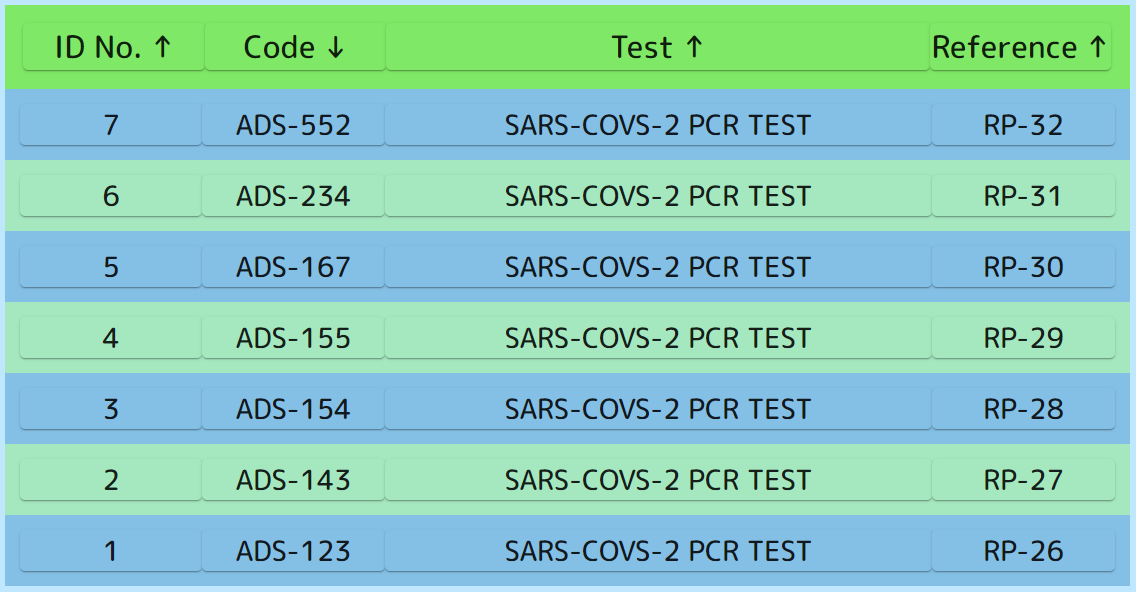 ID No. ↑ Code ↓ Test ↑ Reference ↑
7 ADS-552 SARS-COVS-2 PCR TEST RP-32
6 ADS-234 SARS-COVS-2 PCR TEST RP-31
5 ADS-167 SARS-COVS-2 PCR TEST RP-30
4 ADS-155 SARS-COVS-2 PCR TEST RP-29
3 ADS-154 SARS-COVS-2 PCR TEST RP-28
2 ADS-143 SARS-COVS-2 PCR TEST RP-27
1 ADS-123 SARS-COVS-2 PCR TEST RP-26